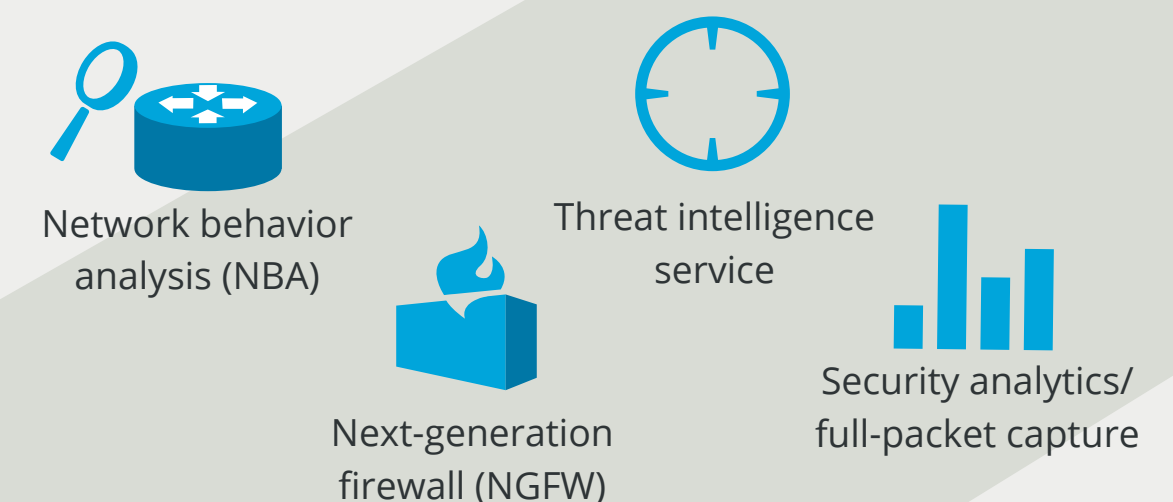 Network behavior
analysis (NBA)
Threat intelligence
service
Next-generation
firewall (NGFW)
Security analytics/
full-packet capture